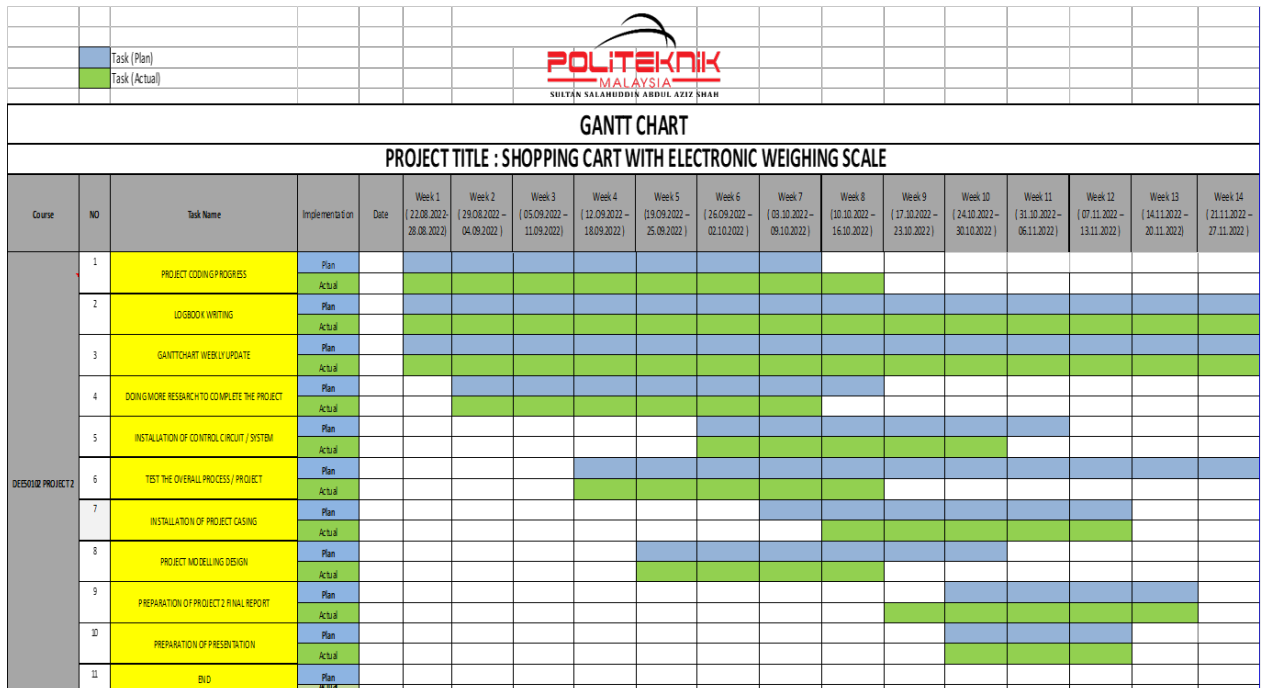 Task (Plan)
Task (Actual)
POLITEKNIK
MALAYSIA
SULTAN SALAHUDDIN ABDUL AZIZ SHAH
GANTT CHART
PROJECT TITLE : SHOPPING CART WITH ELECTRONIC WEIGHING SCALE
Course NO Task Name Implementation Date
Week 1
( 22.08.2022-
28.08.2022)
Week 2
( 29.08.2022 –
04.09.2022 )
Week 3
( 05.09.2022 –
11.09.2022)
Week 4
( 12.09.2022 –
18.09.2022 )
Week 5
(19.09.2022 –
25.09.2022 )
Week 6
( 26.09.2022 –
02.10.2022 )
Week 7
( 03.10.2022 –
09.10.2022 )
Week 8
(10.10.2022 –
16.10.2022 )
Week 9
( 17.10.2022 –
23.10.2022 )
Week 10
( 24.10.2022 –
30.10.2022 )
Week 11
( 31.10.2022 –
06.11.2022 )
Week 12
( 07.11.2022 –
13.11.2022 )
Week 13
( 14.11.2022 –
20.11.2022)
Week 14
( 21.11.2022 –
27.11.2022 )
DEE50102 PROJECT 2
1 PROJECT CODING PROGRESS Plan
Actual
2 LOGBOOK WRITING Plan
Actual
3 GANTTCHART WEEKLY UPDATE Plan
Actual
4 DOING MORE RESEARCH TO COMPLETE THE PROJECT Plan
Actual
5 INSTALLATION OF CONTROL CIRCUIT / SYSTEM Plan
Actual
6 TEST THE OVERALL PROCESS / PROJECT Plan
Actual
7 INSTALLATION OF PROJECT CASING Plan
Actual
8 PROJECT MODELLING DESIGN Plan
Actual
9 PREPARATION OF PROJECT 2 FINAL REPORT Plan
Actual
10 PREPARATION OF PRESENTATION Plan
Actual
11 END Plan